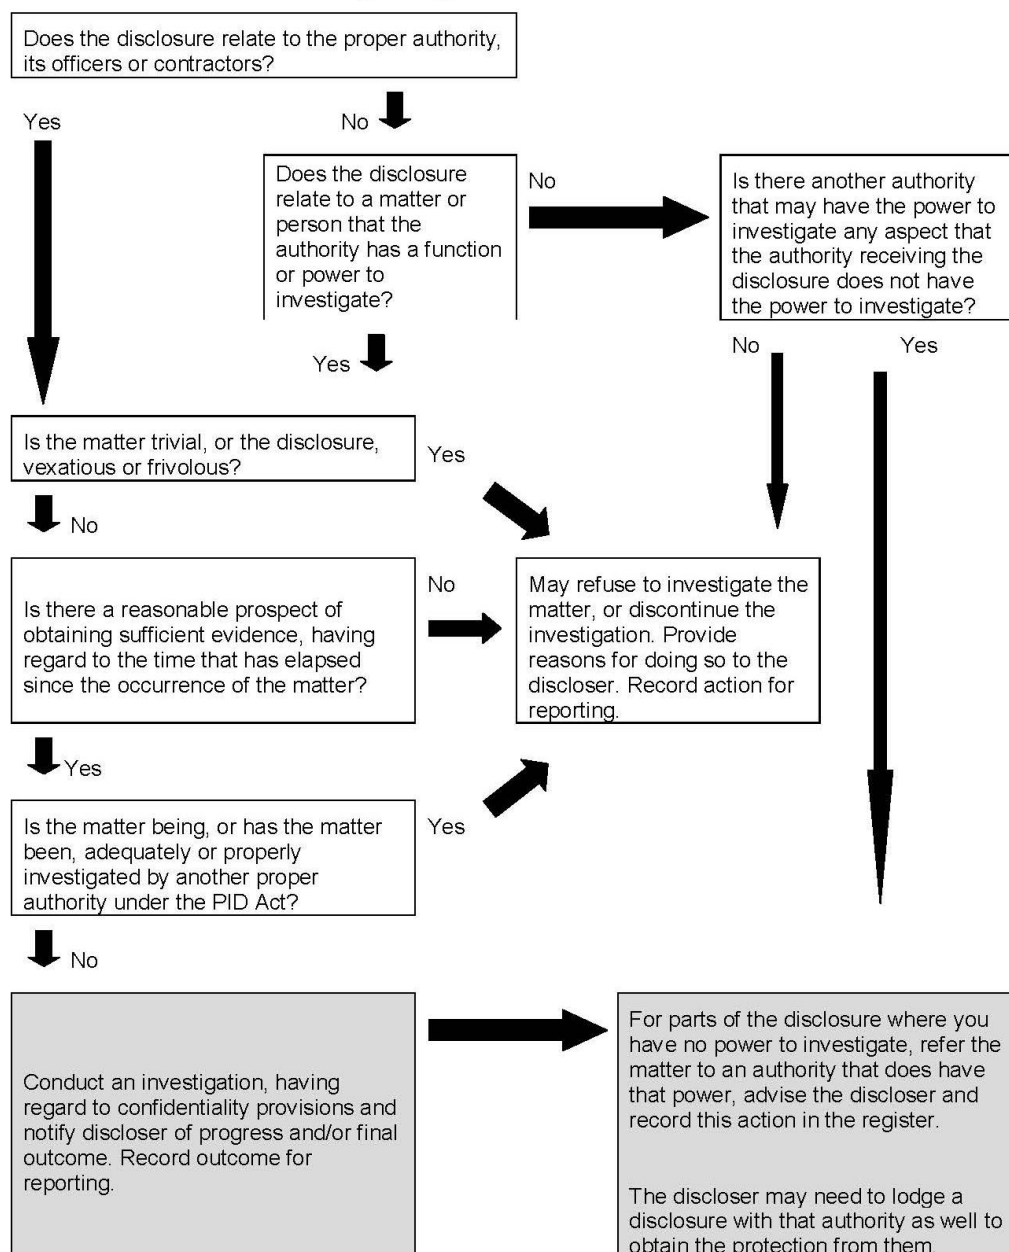 Does the disclosure relate to the proper authority,
its officers or contractors?
Yes
No
Does the disclosure
relate to a matter or
person that the
authority has a function
or power to
investigate?
No
Is there another authority
that may have the power to
investigate any aspect that
the authority receiving the
disclosure does not have
the power to investigate?
Yes
No
Yes
Is the matter trivial, or the disclosure,
vexatious or frivolous?
Yes
No
Is there a reasonable prospect of
obtaining sufficient evidence, having
regard to the time that has elapsed
since the occurrence of the matter?
No
May refuse to investigate the
matter, or discontinue the
investigation. Provide
reasons for doing so to the
discloser. Record action for
reporting.
Yes
Is the matter being, or has the matter
been, adequately or properly
investigated by another proper
authority under the PID Act?
Yes
No
Conduct an investigation, having
regard to confidentiality provisions and
notify discloser of progress and/or final
outcome. Record outcome for
reporting.
For parts of the disclosure where you
have no power to investigate, refer the
matter to an authority that does have
that power, advise the discloser and
record this action in the register.
The discloser may need to lodge a
disclosure with that authority as well to
obtain the protection from them.